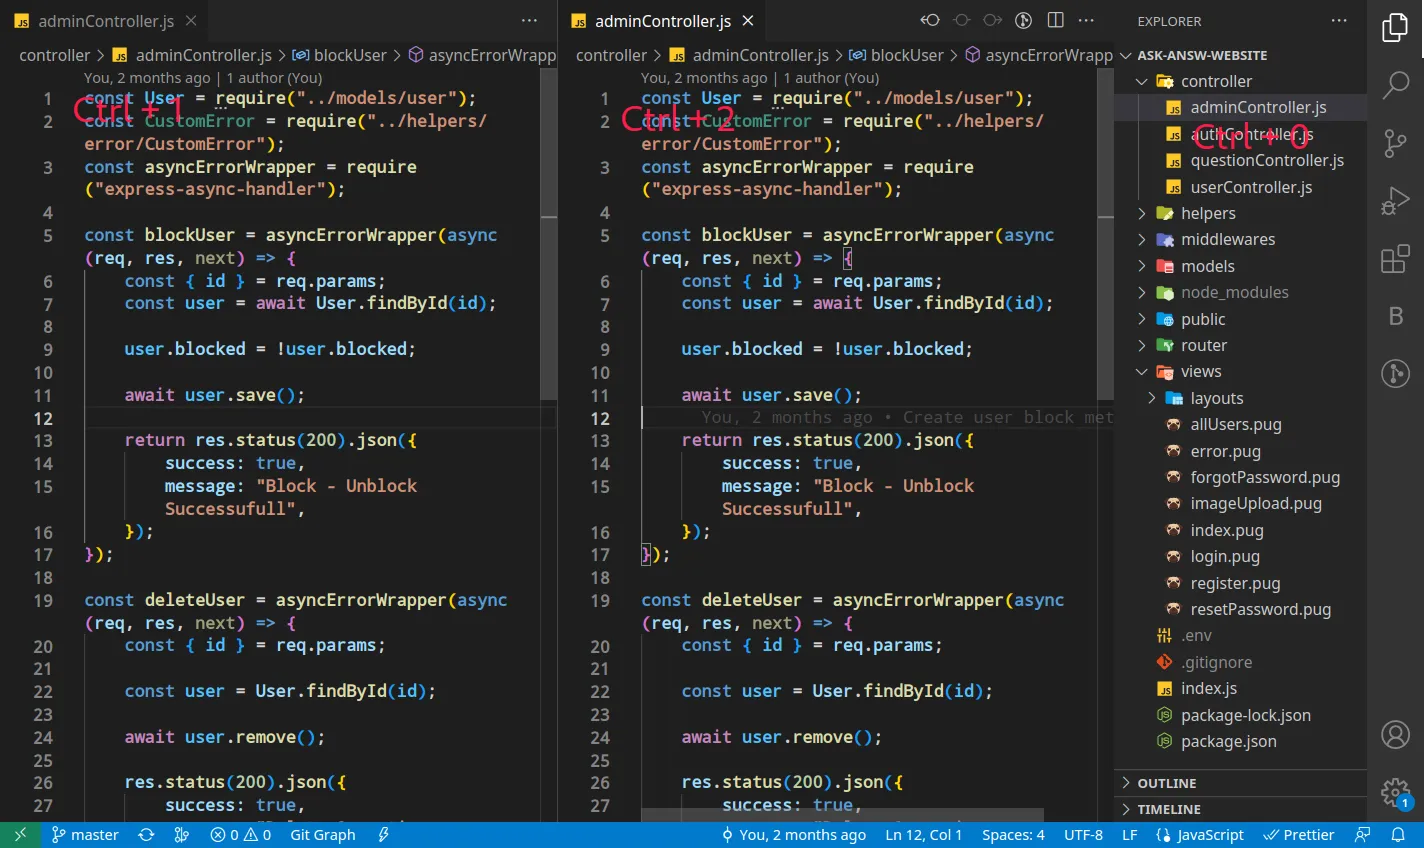 adminController.js
controller > adminController.js > blockUser > asyncErrorWrapp
You, 2 months ago | 1 author (You)
Ctrl + 1
1 const User = require("../models/user");
2 const CustomError = require("../helpers/
error/CustomError");
3 const asyncErrorWrapper = require
("express-async-handler");
4
5 const blockUser = asyncErrorWrapper(async
(req, res, next) => {
6 const { id } = req.params;
7 const user = await User.findById(id);
8
9 user.blocked = !user.blocked;
10
11 await user.save();
12
13 return res.status(200).json({
14 success: true,
15 message: "Block - Unblock
Successufull",
16 });
17 });
18
19 const deleteUser = asyncErrorWrapper(async
(req, res, next) => {
20 const { id } = req.params;
21
22 const user = User.findById(id);
23
24 await user.remove();
25
26 res.status(200).json({
27 success: true,
adminController.js
controller > adminController.js > blockUser > asyncErrorWrapp
You, 2 months ago | 1 author (You)
Ctrl + 2
1 const User = require("../models/user");
2 const CustomError = require("../helpers/
error/CustomError");
3 const asyncErrorWrapper = require
("express-async-handler");
4
5 const blockUser = asyncErrorWrapper(async
(req, res, next) => {
6 const { id } = req.params;
7 const user = await User.findById(id);
8
9 user.blocked = !user.blocked;
10
11 await user.save();
12 You, 2 months ago • Create user block met
13 return res.status(200).json({
14 success: true,
15 message: "Block - Unblock
Successufull",
16 });
17 });
18
19 const deleteUser = asyncErrorWrapper(async
(req, res, next) => {
20 const { id } = req.params;
21
22 const user = User.findById(id);
23
24 await user.remove();
25
26 res.status(200).json({
27 success: true,
EXPLORER
ASK-ANSW-WEBSITE
controller
adminController.js
authController.js
Ctrl + 0
questionController.js
userController.js
helpers
middlewares
models
node_modules
public
router
views
layouts
allUsers.pug
error.pug
forgotPassword.pug
imageUpload.pug
index.pug
login.pug
register.pug
resetPassword.pug
.env
.gitignore
index.js
package-lock.json
package.json
OUTLINE
TIMELINE
B
1
master 0 0 Git Graph You, 2 months ago Ln 12, Col 1 Spaces: 4 UTF-8 LF JavaScript Prettier